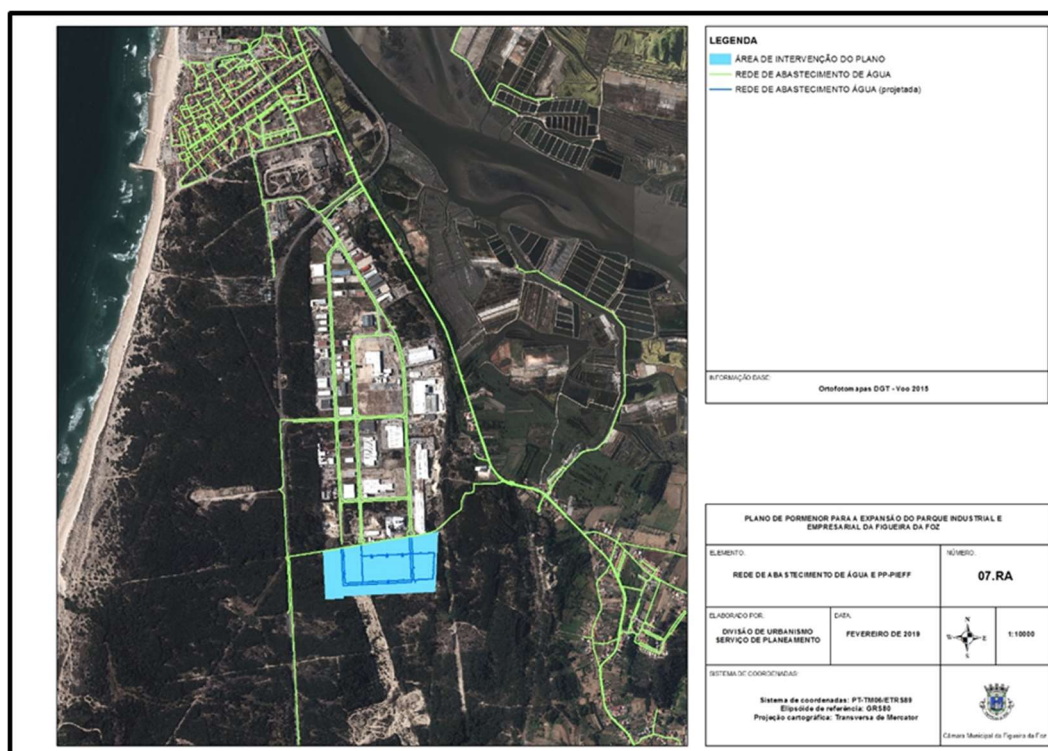 LEGENDA
ÁREA DE INTERVENÇÃO DO PLANO
REDE DE ABASTECIMENTO DE ÁGUA
REDE DE ABASTECIMENTO ÁGUA (projetada)
INFORMAÇÃO BASE:
Ortofotomapas DGT - Voo 2015
PLANO DE PORMENOR PARA A EXPANSÃO DO PARQUE INDUSTRIAL E
EMPRESARIAL DA FIGUEIRA DA FOZ
ELEMENTO:
REDE DE ABASTECIMENTO DE ÁGUA E PP-PIEFF
NÚMERO:
07.RA
ELABORADO POR:
DIVISÃO DE URBANISMO
SERVIÇO DE PLANEAMENTO
DATA:
FEVEREIRO DE 2019
N
W
E
S
1:10000
SISTEMA DE COORDENADAS:
Sistema de coordenadas: PT-TM06/ETRS89
Elipsóide de referência: GRS80
Projeção cartográfica: Transversa de Mercator
Câmara Municipal da Figueira da Foz